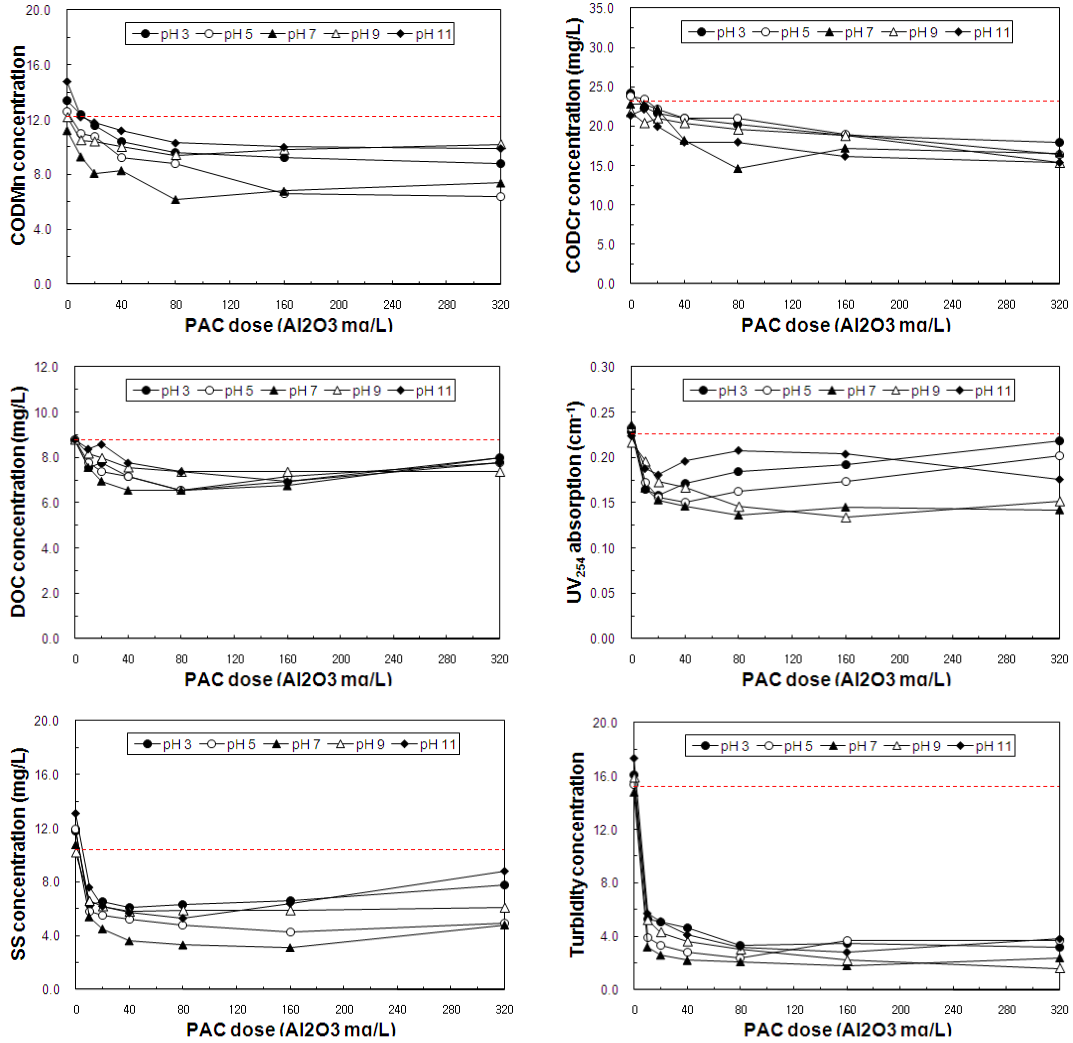 CODMn concentration
20.0
16.0
12.0
8.0
4.0
0.0
pH 3 pH 5 pH 7 pH 9 pH 11
0 40 80 120 160 200 240 280 320
PAC dose (Al2O3 mg/L)
CODCr concentration (mg/L)
35.0
30.0
25.0
20.0
15.0
10.0
5.0
0.0
pH 3 pH 5 pH 7 pH 9 pH 11
0 40 80 120 160 200 240 280 320
PAC dose (Al2O3 mg/L)
DOC concentration (mg/L)
12.0
10.0
8.0
6.0
4.0
2.0
0.0
pH 3 pH 5 pH 7 pH 9 pH 11
0 40 80 120 160 200 240 280 320
PAC dose (Al2O3 mg/L)
UV254 absorption (cm-1)
0.30
0.25
0.20
0.15
0.10
0.05
0.00
pH 3 pH 5 pH 7 pH 9 pH 11
0 40 80 120 160 200 240 280 320
PAC dose (Al2O3 mg/L)
SS concentration (mg/L)
20.0
16.0
12.0
8.0
4.0
0.0
pH 3 pH 5 pH 7 pH 9 pH 11
0 40 80 120 160 200 240 280 320
PAC dose (Al2O3 mg/L)
Turbidity concentration
20.0
16.0
12.0
8.0
4.0
0.0
pH 3 pH 5 pH 7 pH 9 pH 11
0 40 80 120 160 200 240 280 320
PAC dose (Al2O3 mg/L)